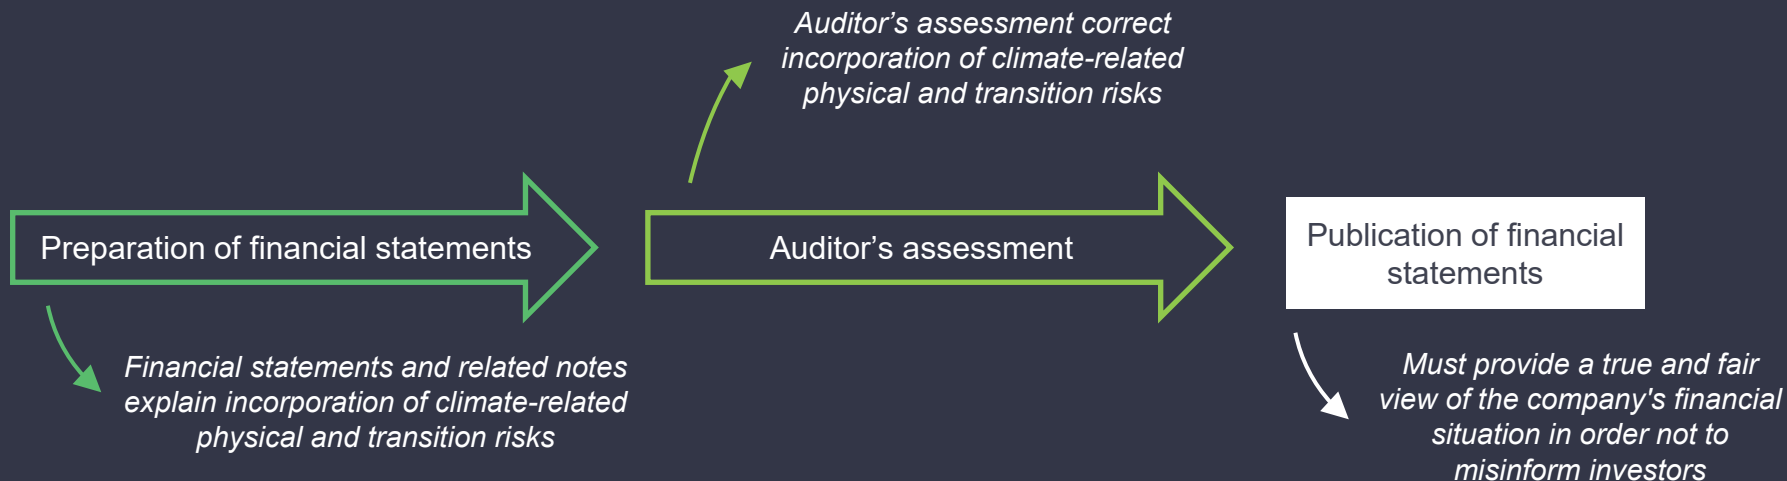 Auditor’s assessment correct
incorporation of climate-related
physical and transition risks
Preparation of financial statements
Auditor’s assessment
Publication of financial
statements
Financial statements and related notes
explain incorporation of climate-related
physical and transition risks
Must provide a true and fair
view of the company's financial
situation in order not to
misinform investors